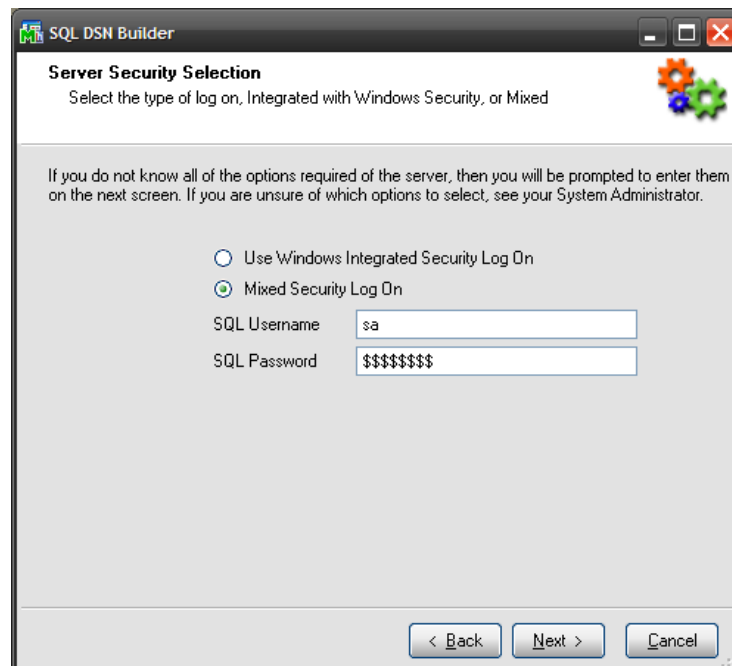 SQL DSN Builder
Server Security Selection
Select the type of log on, Integrated with Windows Security, or Mixed
If you do not know all of the options required of the server, then you will be prompted to enter them
on the next screen. If you are unsure of which options to select, see your System Administrator.
Use Windows Integrated Security Log On
Mixed Security Log On
SQL Username sa
SQL Password $$$$$$$$
< Back Next > Cancel